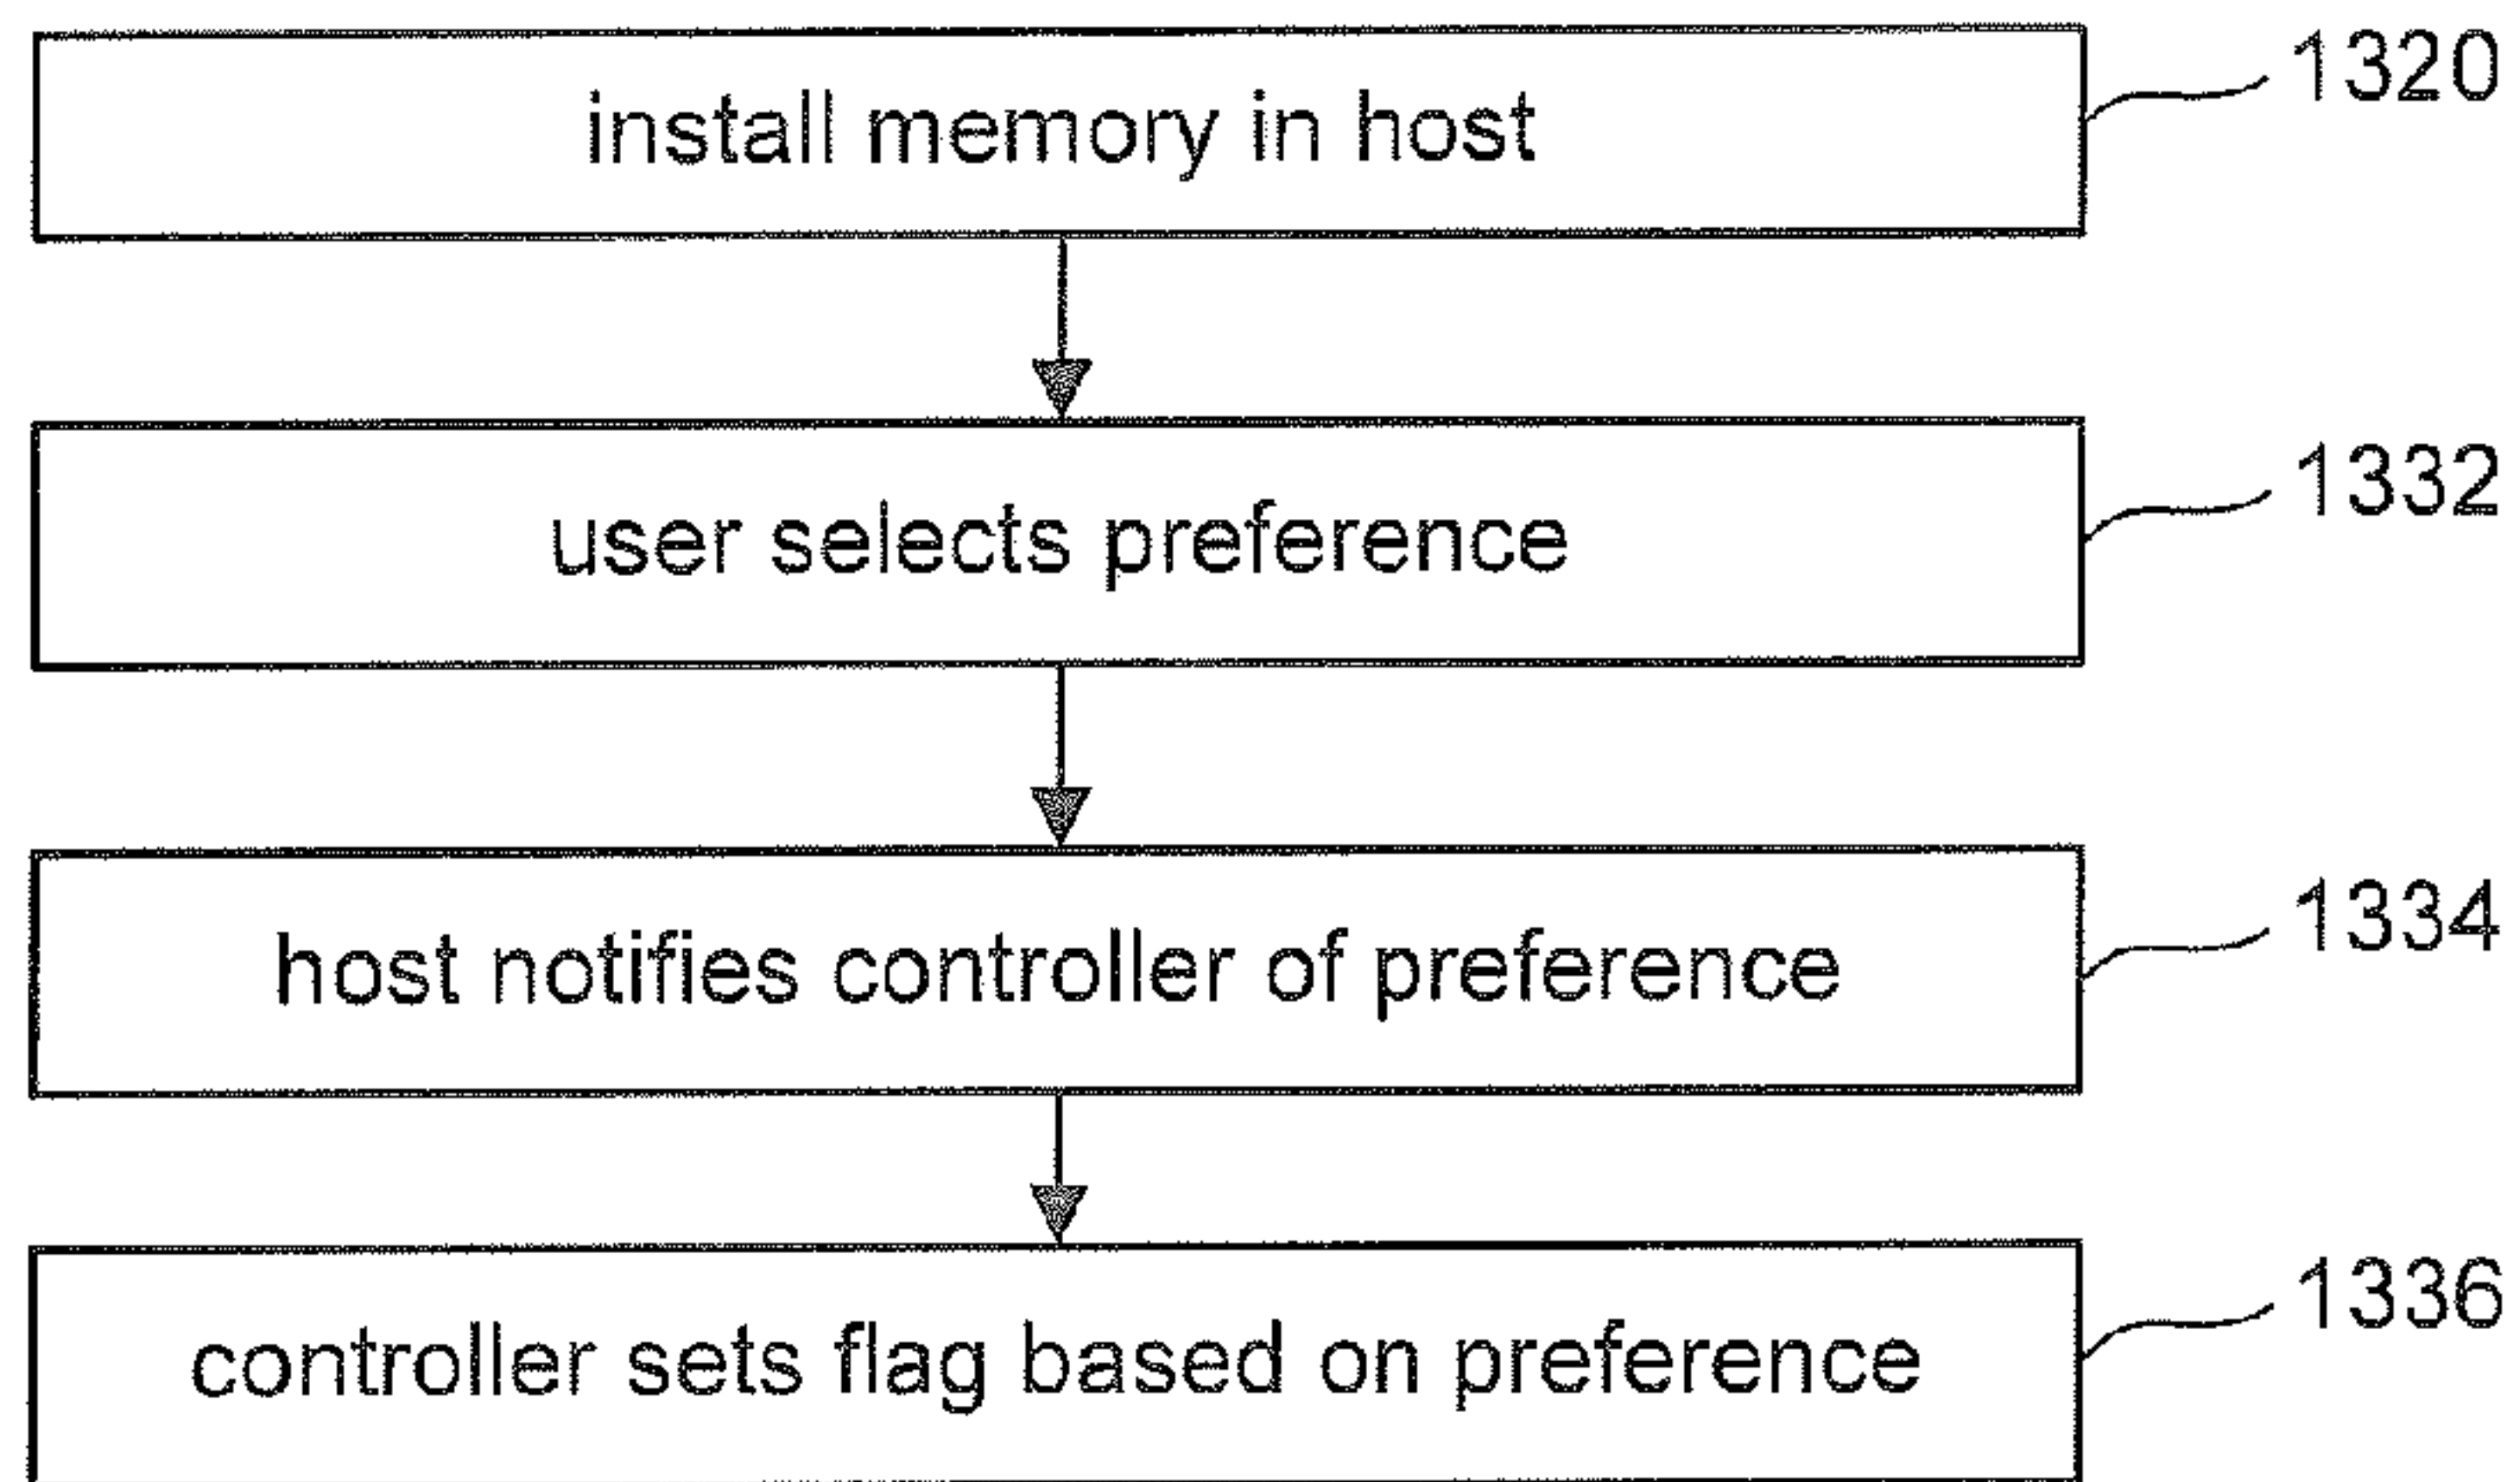 install memory in host 1320
user selects preference 1332
host notifies controller of preference 1334
controller sets flag based on preference 1336